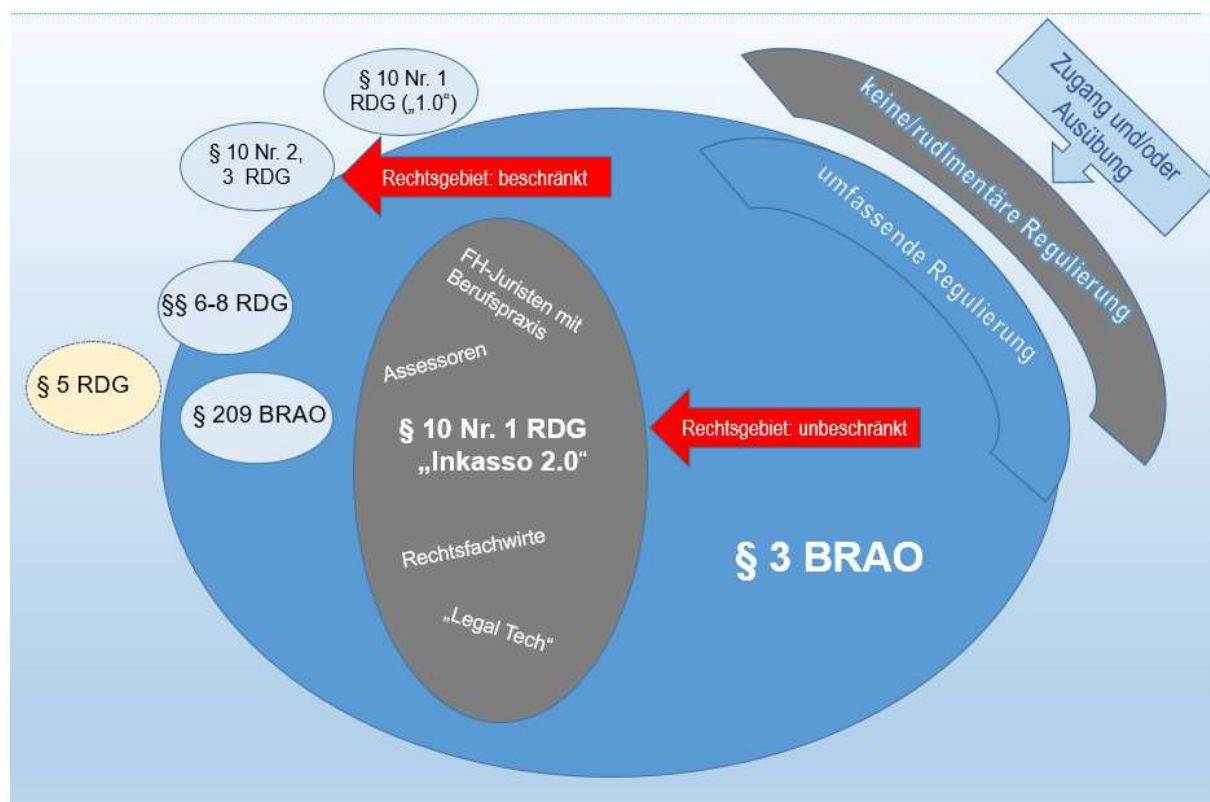 § 10 Nr. 1
RDG („1.0“)
§ 10 Nr. 2,
3 RDG
Rechtsgebiet: beschränkt
keine/rudimentäre Regulierung
Zugang und/oder
Ausübung
umfassende Regulierung
§§ 6-8 RDG
§ 5 RDG
§ 209 BRAO
FH-Juristen mit
Berufspraxis
Assessoren
§ 10 Nr. 1 RDG
„Inkasso 2.0“
Rechtsgebiet: unbeschränkt
Rechtsfachwirte
„Legal Tech“
§ 3 BRAO